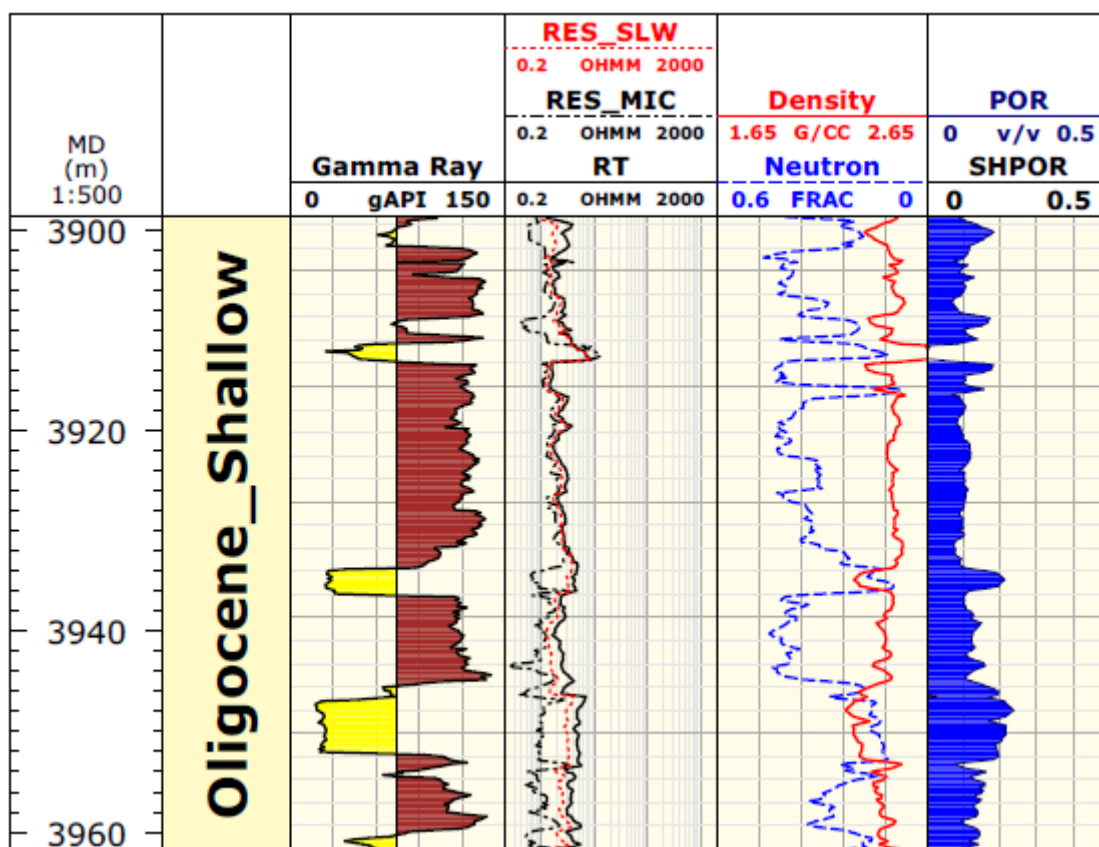 RES_SLW
0.2 OHMM 2000
RES_MIC
0.2 OHMM 2000
RT
0.2 OHMM 2000
MD
(m)
1:500
Gamma Ray
0 gAPI 150
Density
1.65 G/CC 2.65
Neutron
0.6 FRAC 0
POR
0 v/v 0.5
SHPOR
0 0.5
Oligocene_Shallow
3900
3920
3940
3960